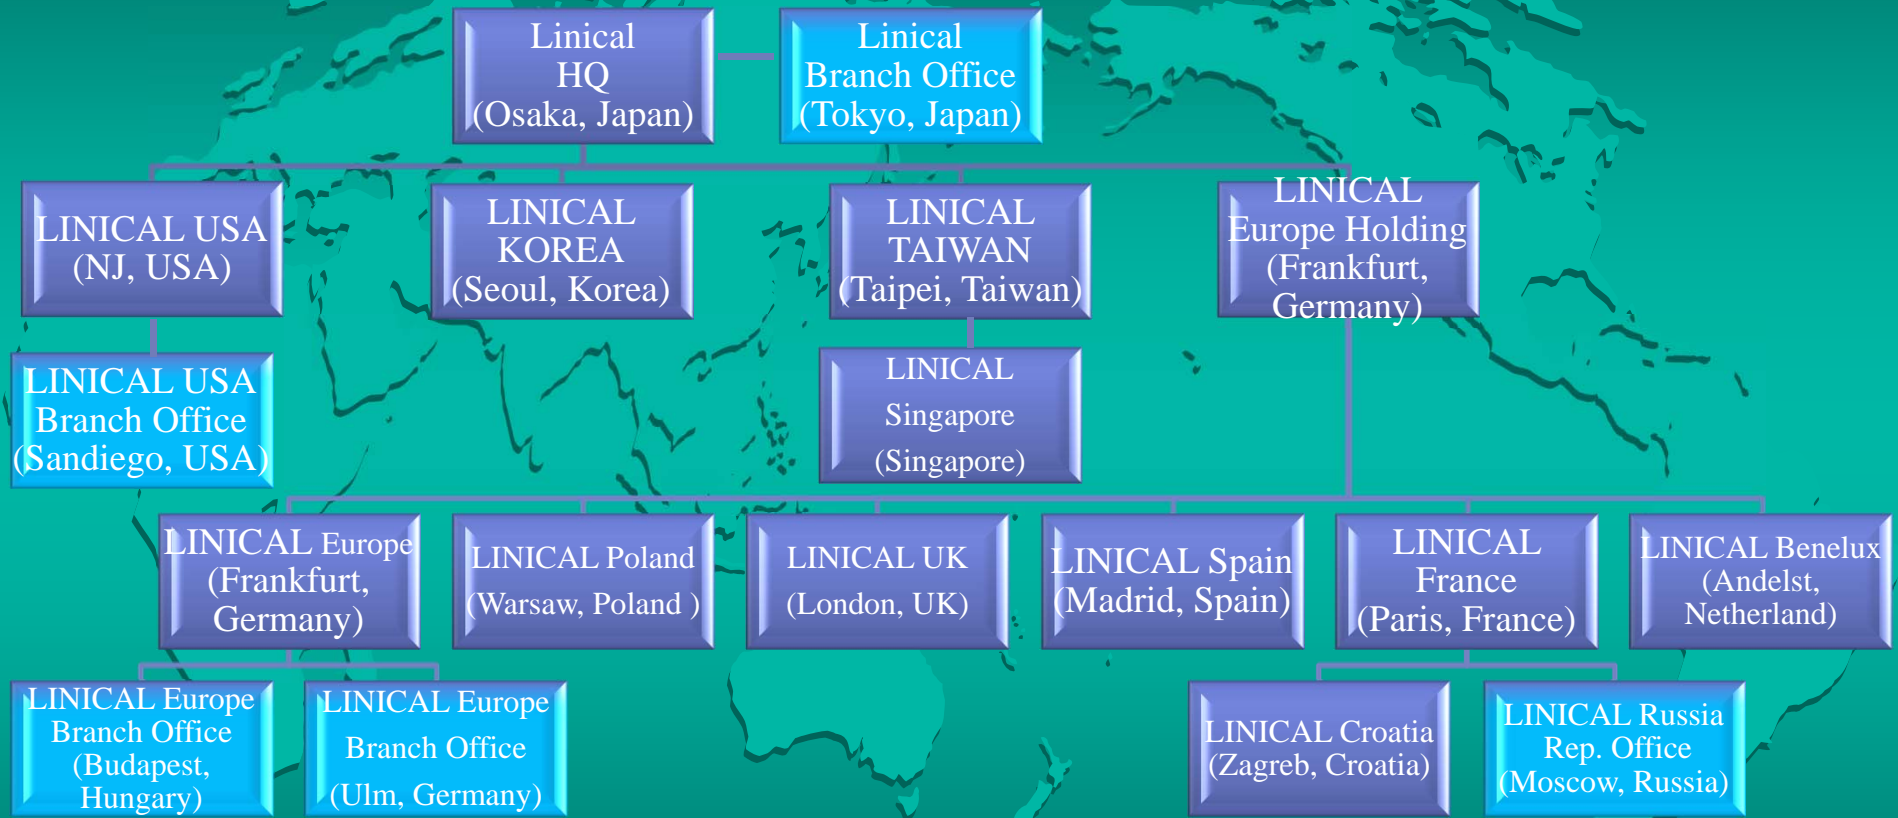 Linical
HQ
(Osaka, Japan)
Linical
Branch Office
(Tokyo, Japan)
LINICAL USA
(NJ, USA)
LINICAL
KOREA
(Seoul, Korea)
LINICAL
TAIWAN
(Taipei, Taiwan)
LINICAL
Europe Holding
(Frankfurt,
Germany)
LINICAL USA
Branch Office
(Sandiego, USA)
LINICAL
Singapore
(Singapore)
LINICAL Europe
(Frankfurt,
Germany)
LINICAL Poland
(Warsaw, Poland )
LINICAL UK
(London, UK)
LINICAL Spain
(Madrid, Spain)
LINICAL
France
(Paris, France)
LINICAL Benelux
(Andelst,
Netherland)
LINICAL Europe
Branch Office
(Budapest,
Hungary)
LINICAL Europe
Branch Office
(Ulm, Germany)
LINICAL Croatia
(Zagreb, Croatia)
LINICAL Russia
Rep. Office
(Moscow, Russia)